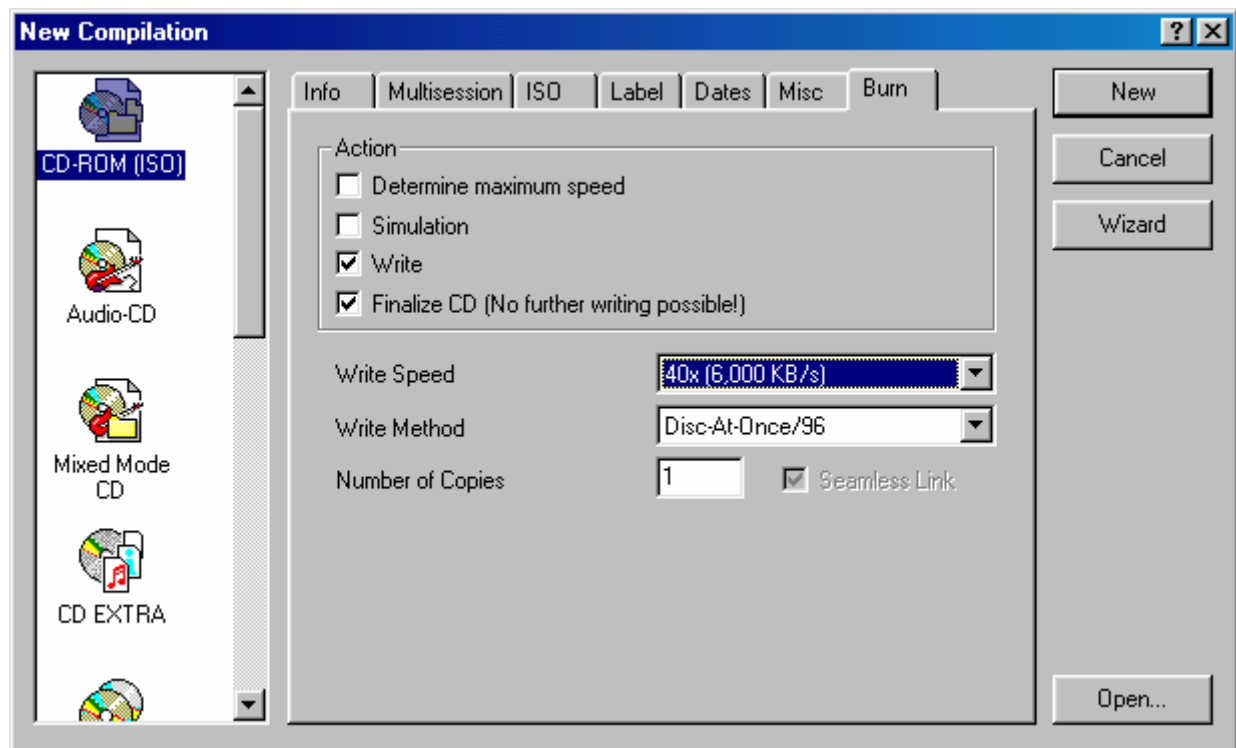 New Compilation
CD-ROM (ISO)
Audio-CD
Mixed Mode
CD
CD EXTRA
Info Multisession ISO Label Dates Misc Burn
Action
Determine maximum speed
Simulation
Write
Finalize CD (No further writing possible!)
Write Speed 40x (6,000 KB/s)
Write Method Disc-At-Once/96
Number of Copies 1 Seamless Link
New
Cancel
Wizard
Open...